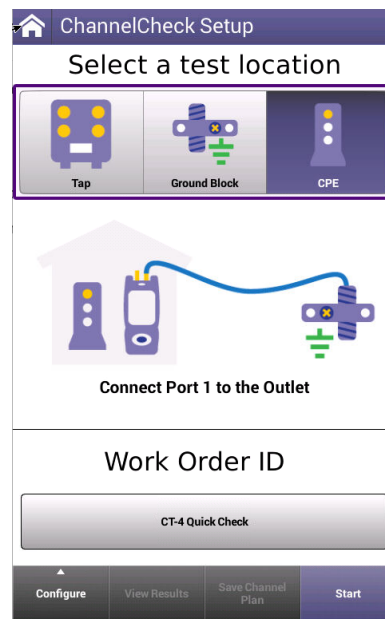 ChannelCheck Setup
Select a test location
Tap
Ground Block
CPE
Connect Port 1 to the Outlet
Work Order ID
CT-4 Quick Check
Configure
View Results
Save Channel
Plan
Start